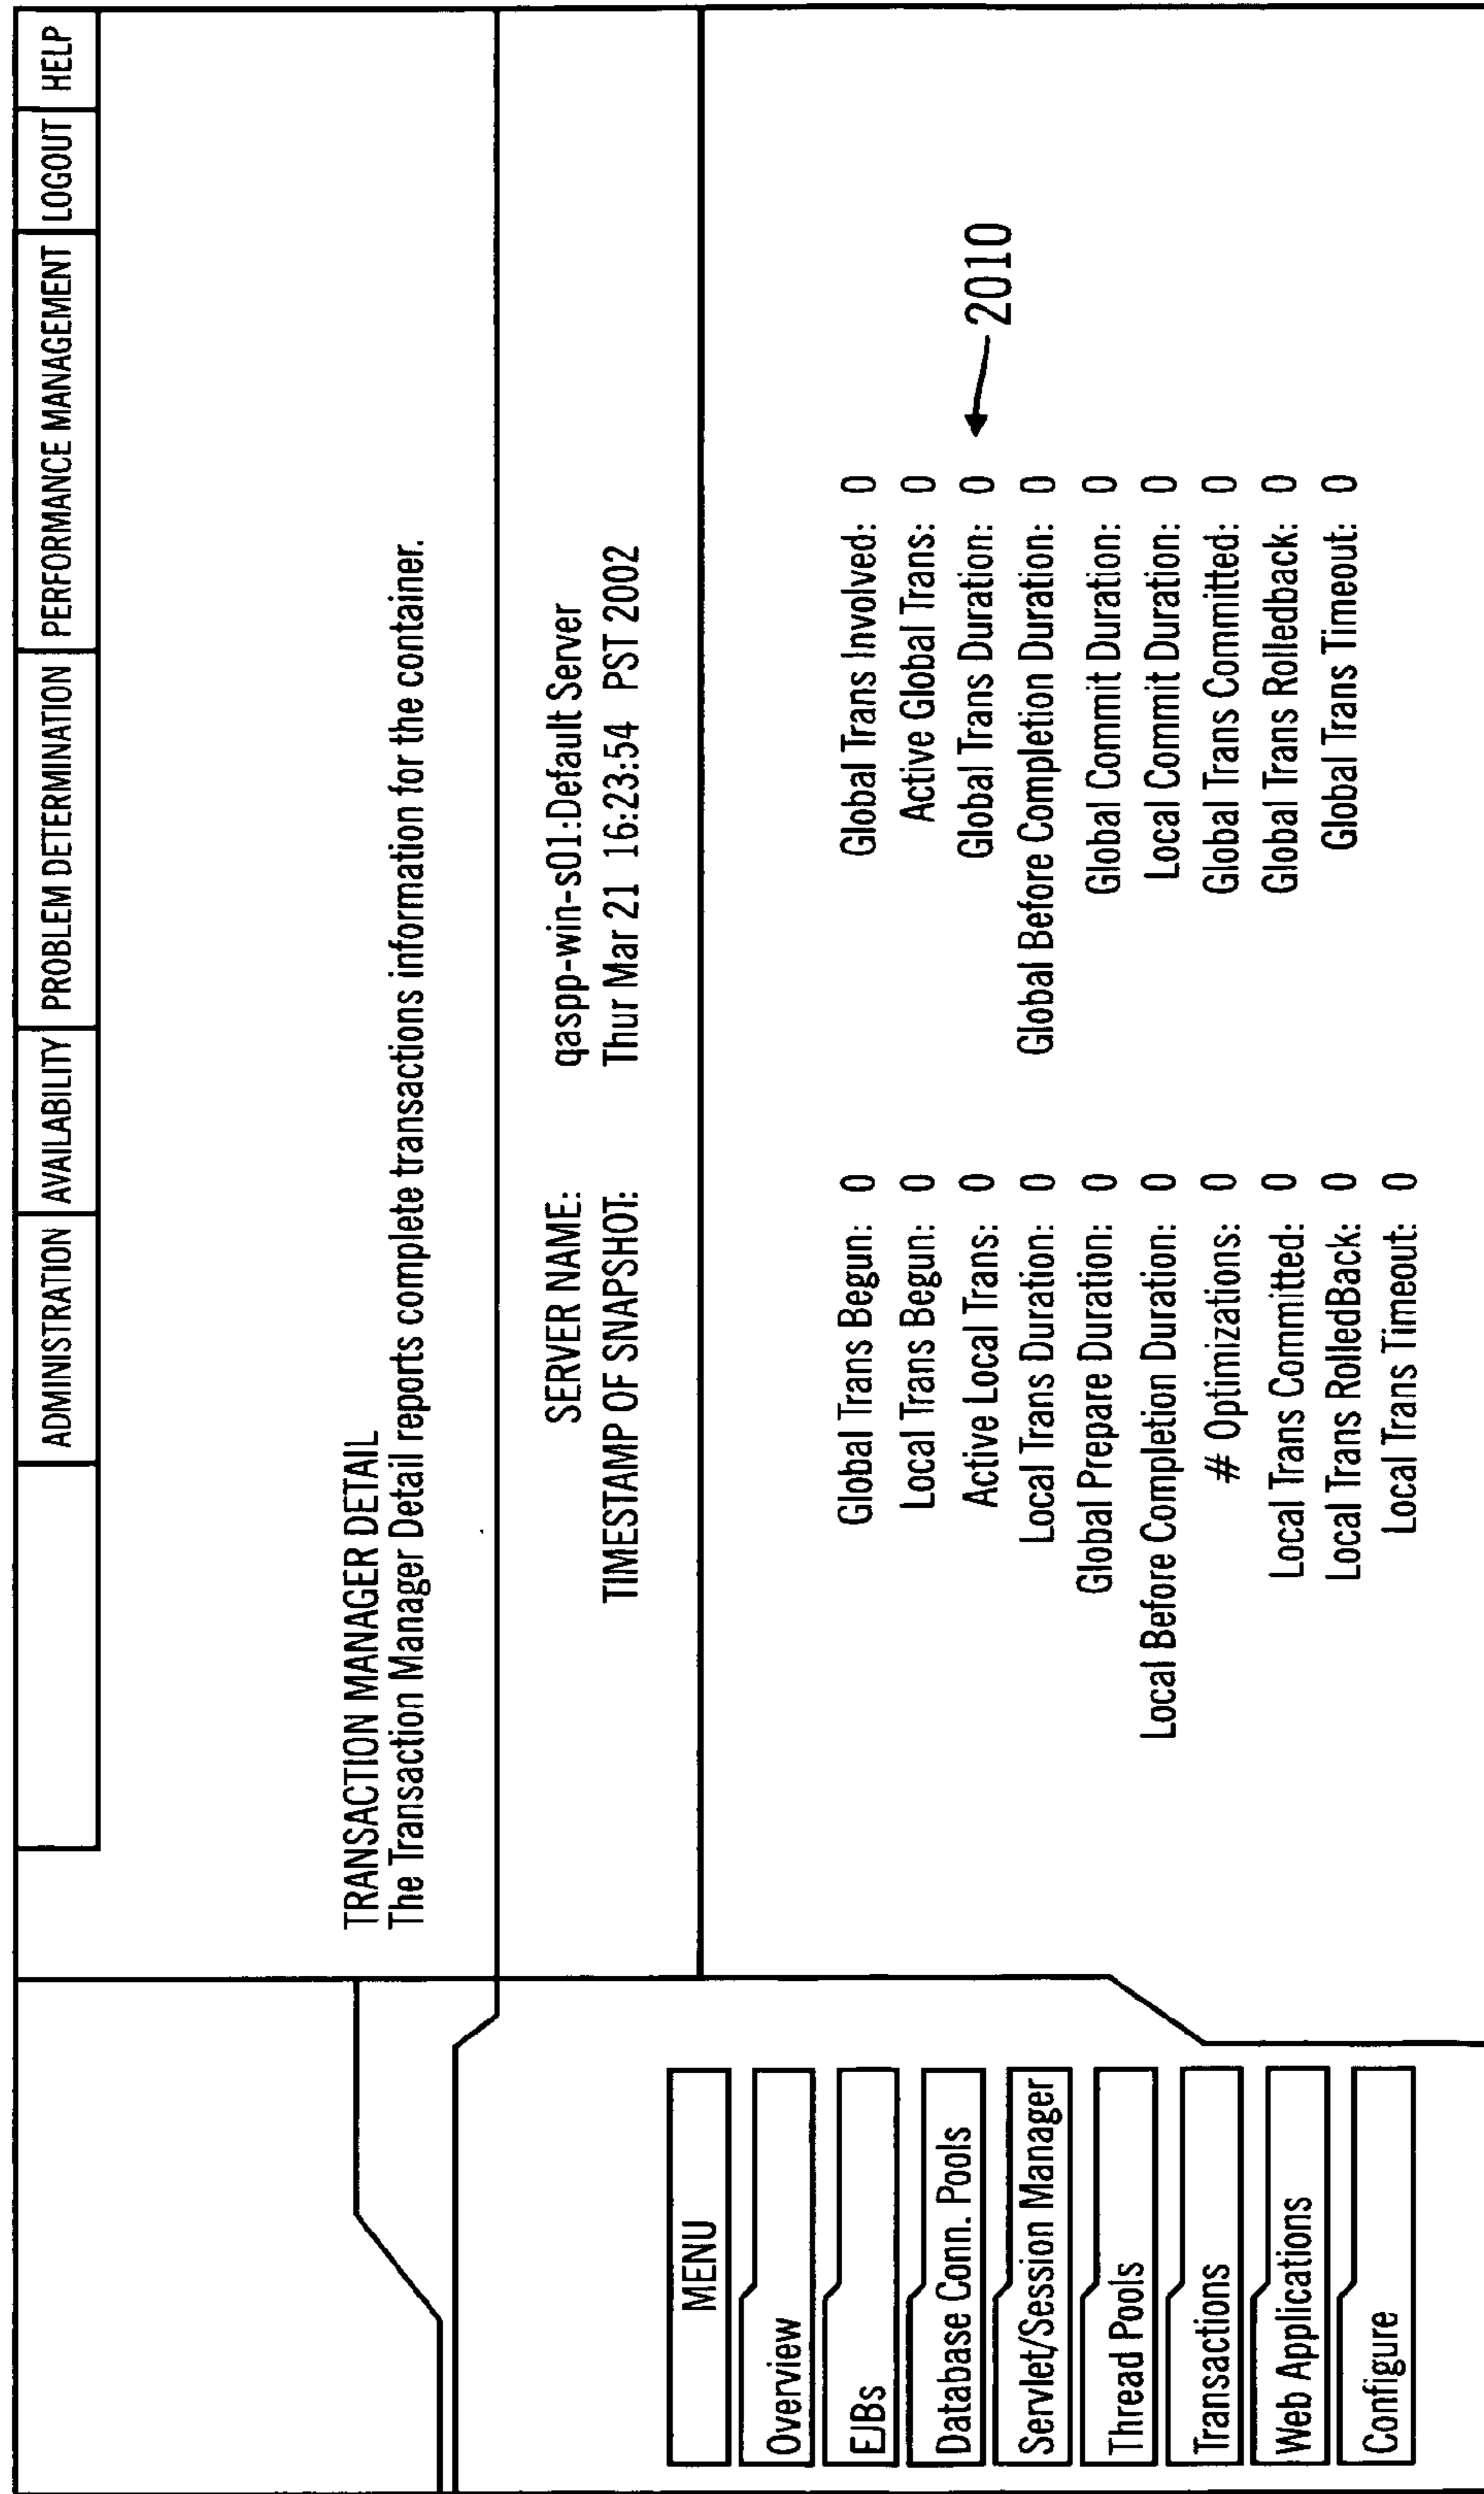 ADMINISTRATION AVAILABILITY PROBLEM DETERMINATION PERFORMANCE MANAGEMENT LOGOUT HELP
TRANSACTION MANAGER DETAIL
The Transaction Manager Detail reports complete transactions information for the container.
SERVER NAME: qaspp-win-s01:Default Server
TIMESTAMP OF SNAPSHOT: Thur Mar 21 16:23:54 PST 2002
MENU
Overview
EJBs
Database Conn. Pools
Servlet/Session Manager
Thread Pools
Transactions
Web Applications
Configure
Global Trans Begun: 0 Global Trans Involved: 0
Local Trans Begun: 0 Active Global Trans: 0
Active Local Trans: 0 Global Trans Duration: 0
Local Trans Duration: 0 Global Before Completion Duration: 0
Global Prepare Duration: 0 Global Commit Duration: 0
Local Before Completion Duration: 0 Local Commit Duration: 0
# Optimizations: 0 Global Trans Committed: 0
Local Trans Committed: 0 Global Trans Rolledback: 0
Local Trans RolledBack: 0 Global Trans Timeout: 0
Local Trans Timeout: 0
2010